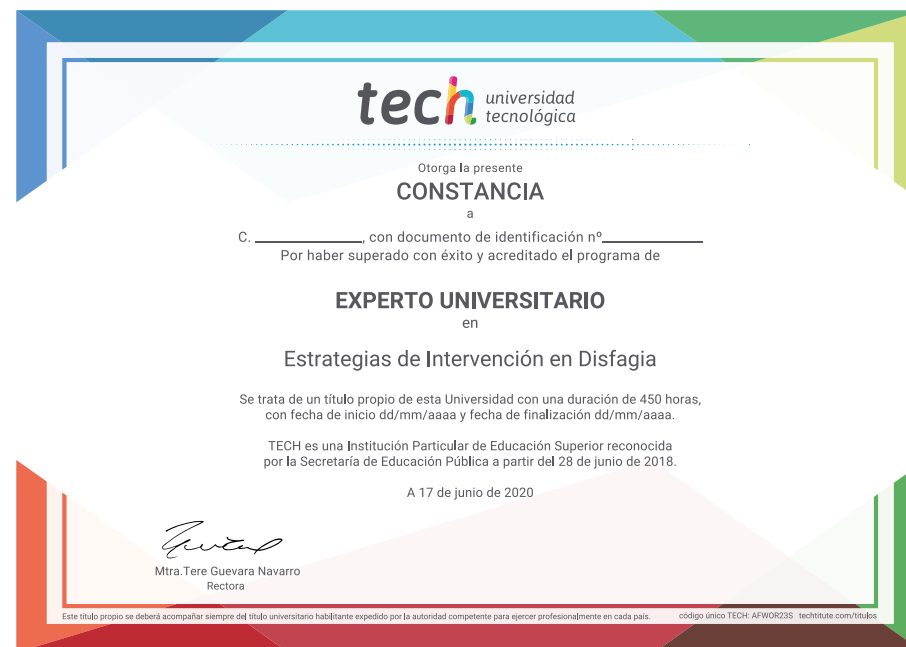 tech universidad
tecnológica
Otorga la presente
CONSTANCIA
a
C. ____________, con documento de identificación nº____________
Por haber superado con éxito y acreditado el programa de
EXPERTO UNIVERSITARIO
en
Estrategias de Intervención en Disfagia
Se trata de un título propio de esta Universidad con una duración de 450 horas,
con fecha de inicio dd/mm/aaaa y fecha de finalización dd/mm/aaaa.
TECH es una Institución Particular de Educación Superior reconocida
por la Secretaría de Educación Pública a partir del 28 de junio de 2018.
A 17 de junio de 2020
Mtra.Tere Guevara Navarro
Rectora
Este título propio se deberá acompañar siempre del título universitario habilitante expedido por la autoridad competente para ejercer profesionalmente en cada país. código único TECH: AFWOR23S techtitute.com/titulos